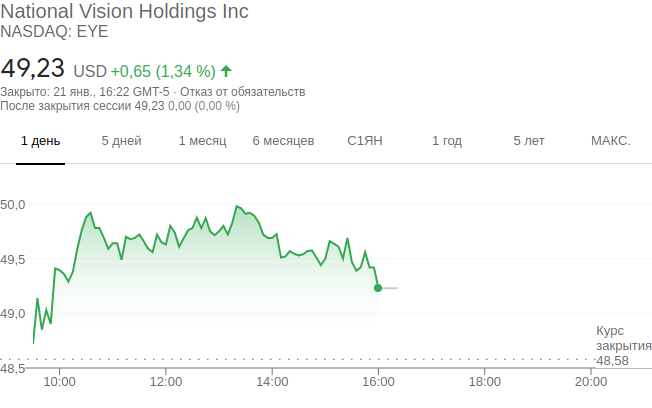 National Vision Holdings Inc
NASDAQ: EYE
49,23 USD +0,65 (1,34 %)
Закрыто: 21 янв., 16:22 GMT-5 · Отказ от обязательств
После закрытия сессии 49,23 0,00 (0,00 %)
1 день 5 дней 1 месяц 6 месяцев С1ЯН 1 год 5 лет МАКС.
50,0
49,5
49,0
Курс
закрытия
48,58
48,5
10:00 12:00 14:00 16:00 18:00 20:00